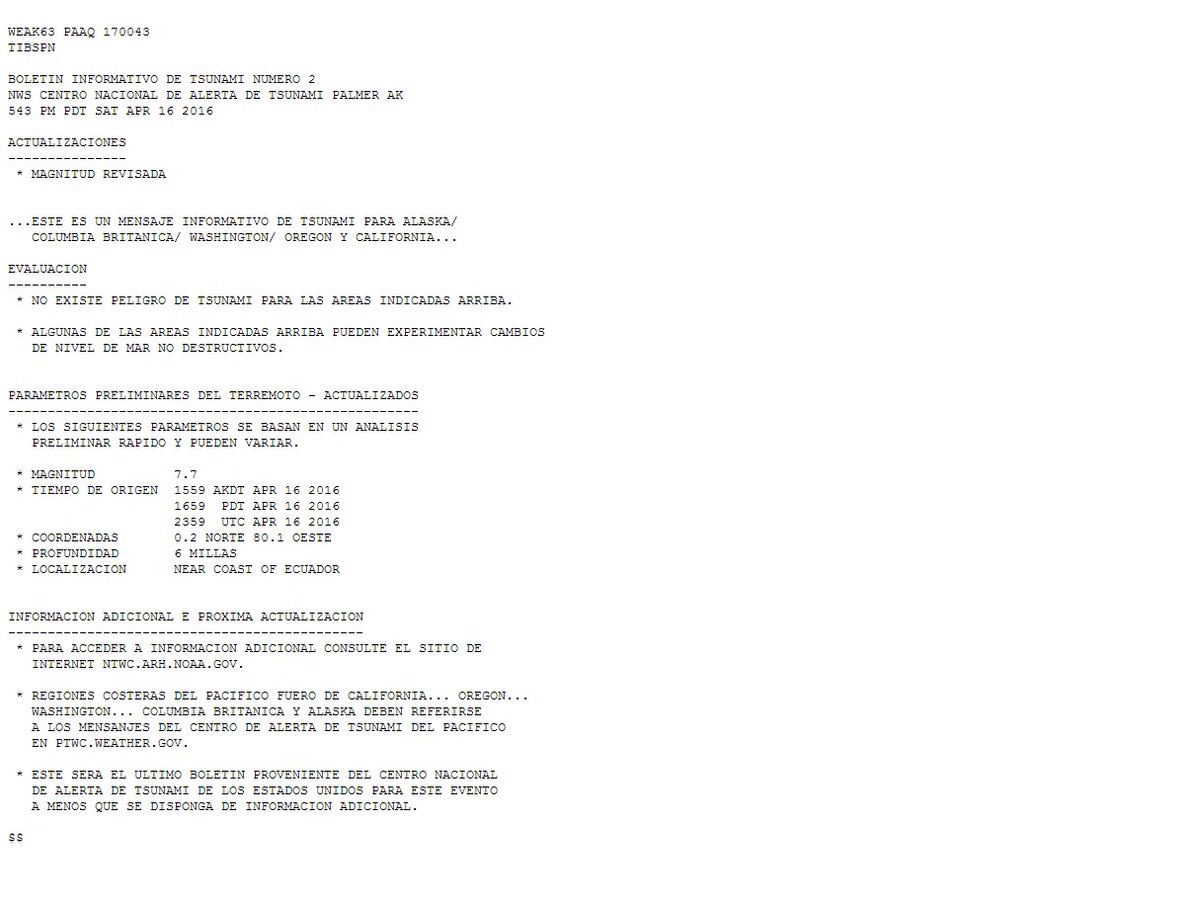 WEAK63 PAAQ 170043
TIBSPN
BOLETIN INFORMATIVO DE TSUNAMI NUMERO 2
NWS CENTRO NACIONAL DE ALERTA DE TSUNAMI PALMER AK
543 PM PDT SAT APR 16 2016
ACTUALIZACIONES
---------------
* MAGNITUD REVISADA
...ESTE ES UN MENSAJE INFORMATIVO DE TSUNAMI PARA ALASKA/
COLUMBIA BRITANICA/ WASHINGTON/ OREGON Y CALIFORNIA...
EVALUACION
----------
* NO EXISTE PELIGRO DE TSUNAMI PARA LAS AREAS INDICADAS ARRIBA.
* ALGUNAS DE LAS AREAS INDICADAS ARRIBA PUEDEN EXPERIMENTAR CAMBIOS
DE NIVEL DE MAR NO DESTRUCTIVOS.
PARAMETROS PRELIMINARES DEL TERREMOTO - ACTUALIZADOS
----------------------------------------------------
* LOS SIGUIENTES PARAMETROS SE BASAN EN UN ANALISIS
PRELIMINAR RAPIDO Y PUEDEN VARIAR.
* MAGNITUD          7.7
* TIEMPO DE ORIGEN  1559 AKDT APR 16 2016
1659  PDT APR 16 2016
2359  UTC APR 16 2016
* COORDENADAS       0.2 NORTE 80.1 OESTE
* PROFUNDIDAD       6 MILLAS
* LOCALIZACION      NEAR COAST OF ECUADOR
INFORMACION ADICIONAL E PROXIMA ACTUALIZACION
---------------------------------------------
* PARA ACCEDER A INFORMACION ADICIONAL CONSULTE EL SITIO DE
INTERNET NTWC.ARH.NOAA.GOV.
* REGIONES COSTERAS DEL PACIFICO FUERO DE CALIFORNIA... OREGON...
WASHINGTON... COLUMBIA BRITANICA Y ALASKA DEBEN REFERIRSE
A LOS MENSANJES DEL CENTRO DE ALERTA DE TSUNAMI DEL PACIFICO
EN PTWC.WEATHER.GOV.
* ESTE SERA EL ULTIMO BOLETIN PROVENIENTE DEL CENTRO NACIONAL
DE ALERTA DE TSUNAMI DE LOS ESTADOS UNIDOS PARA ESTE EVENTO
A MENOS QUE SE DISPONGA DE INFORMACION ADICIONAL.
$$